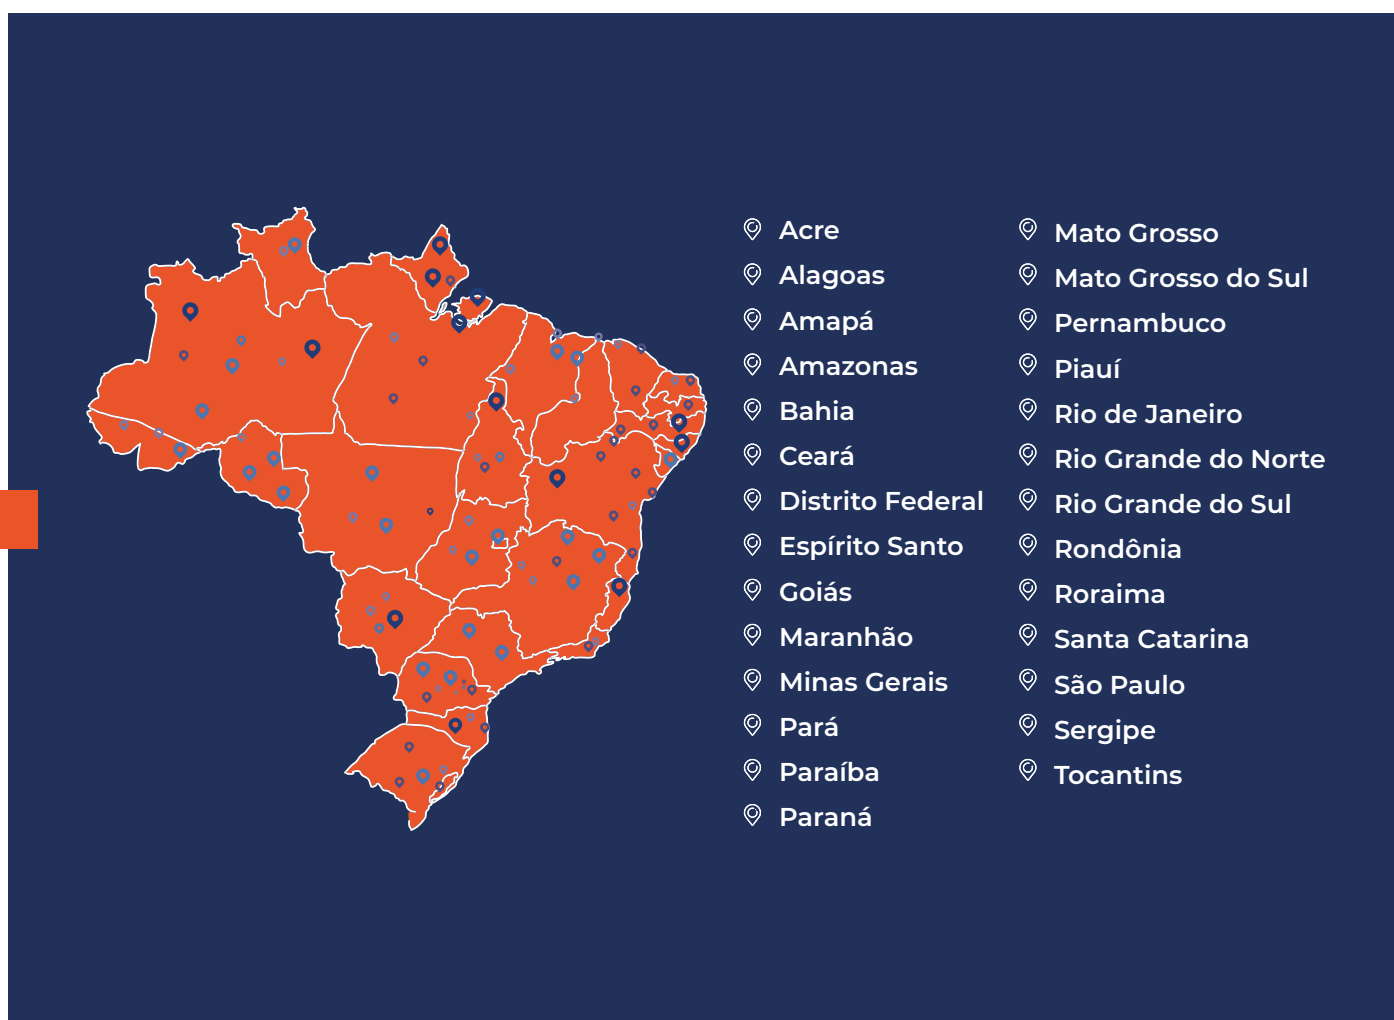 Acre
Alagoas
Amapá
Amazonas
Bahia
Ceará
Distrito Federal
Espírito Santo
Goiás
Maranhão
Minas Gerais
Pará
Paraíba
Paraná
Mato Grosso
Mato Grosso do Sul
Pernambuco
Piauí
Rio de Janeiro
Rio Grande do Norte
Rio Grande do Sul
Rondônia
Roraima
Santa Catarina
São Paulo
Sergipe
Tocantins